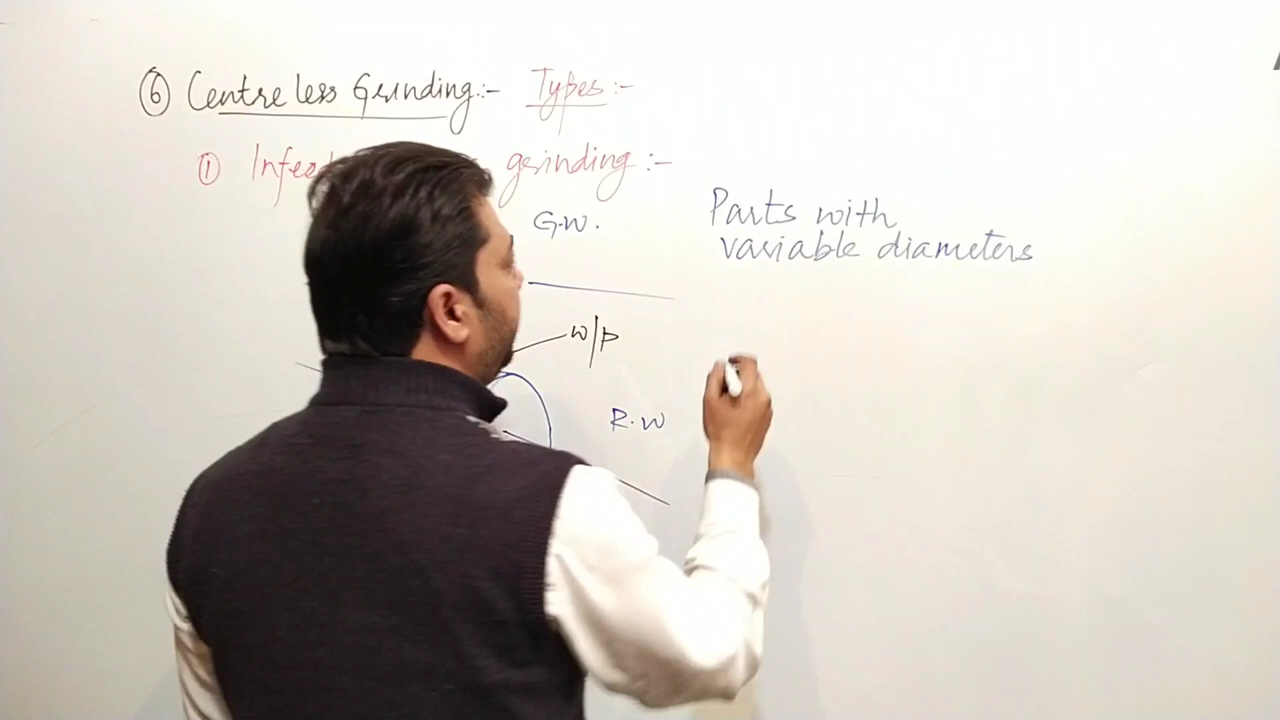 ⑥ Centre less Grinding:- Types:-
① Infeed grinding:-
G.W.
Parts with
variable diameters
w/p
R.W